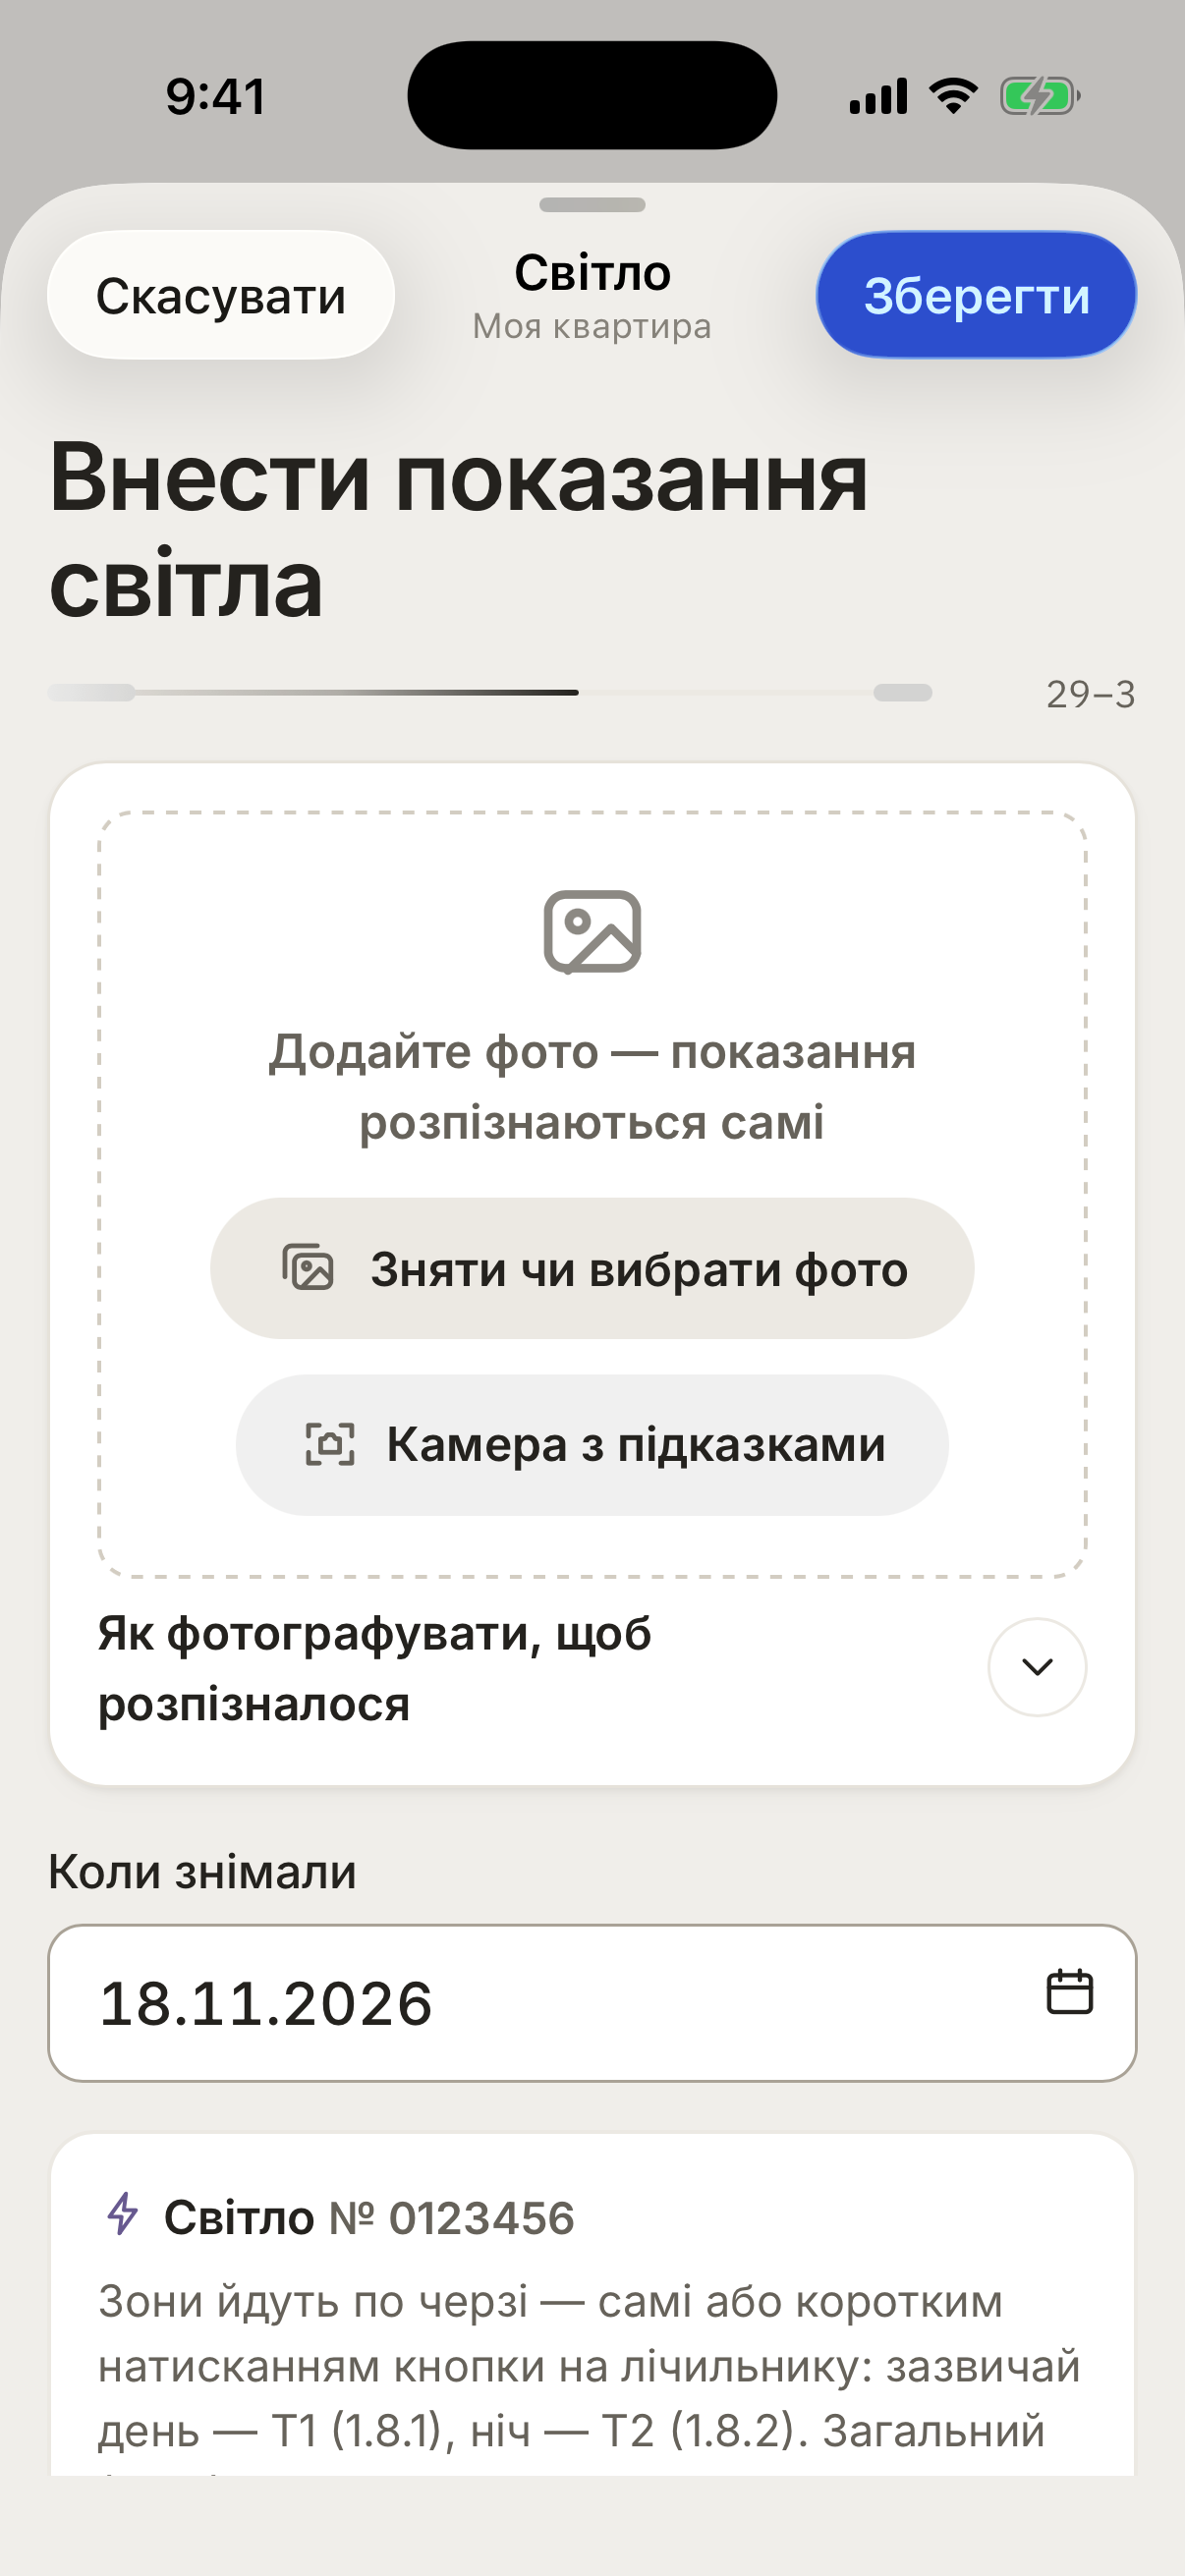 9:41
Скасувати
Світло
Моя квартира
Зберегти
Внести показання
світла
29–3
Додайте фото — показання
розпізнаються самі
Зняти чи вибрати фото
Камера з підказками
Як фотографувати, щоб
розпізналося
Коли знімали
18.11.2026
Світло № 0123456
Зони йдуть по черзі — самі або коротким
натисканням кнопки на лічильнику: зазвичай
день — Т1 (1.8.1), ніч — Т2 (1.8.2). Загальний